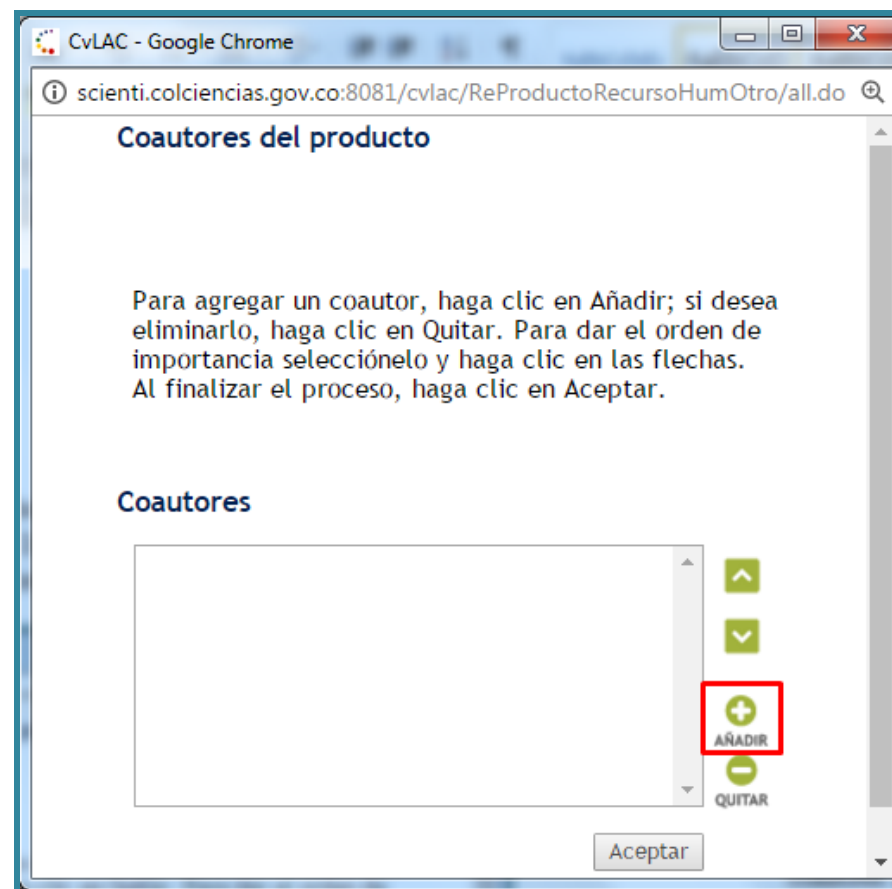 CvLAC - Google Chrome
scienti.colciencias.gov.co:8081/cvlac/ReProductoRecursoHumOtro/all.do
Coautores del producto
Para agregar un coautor, haga clic en Añadir; si desea
eliminarlo, haga clic en Quitar. Para dar el orden de
importancia selecciónelo y haga clic en las flechas.
Al finalizar el proceso, haga clic en Aceptar.
Coautores
AÑADIR
QUITAR
Aceptar